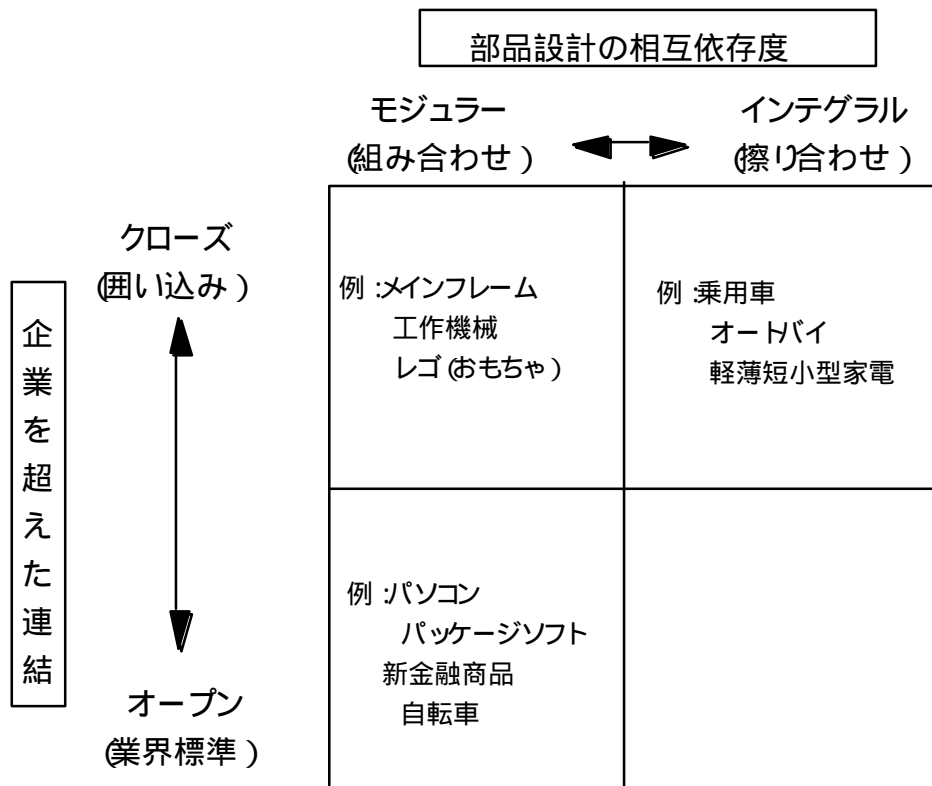 部品設計の相互依存度
モジュラー
(組み合わせ)
インテグラル
(擦り合わせ)
クローズ
(囲い込み)
企業を超えた連結
オープン
(業界標準)
例:メインフレーム
工作機械
レゴ(おもちゃ)
例:乗用車
オートバイ
軽薄短小型家電
例:パソコン
パッケージソフト
新金融商品
自転車